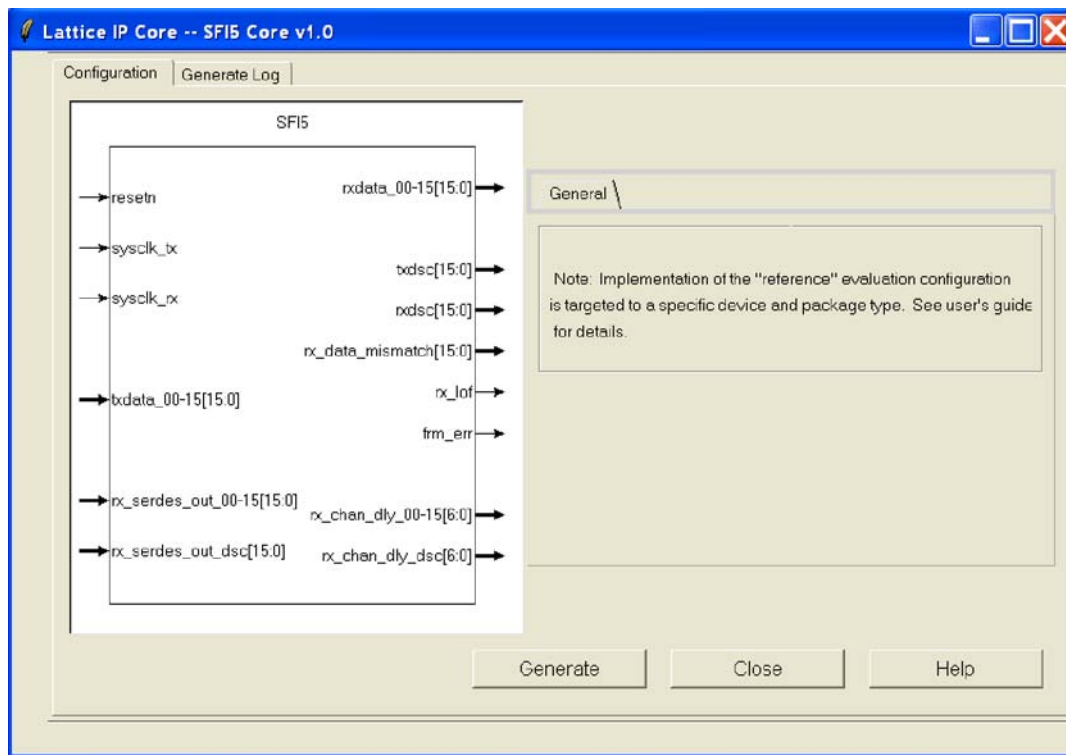 Lattice IP Core -- SFI5 Core v1.0
Configuration
Generate Log
SFI5
resetn
sysclk_tx
sysclk_rx
txdata_00-15[15:0]
rx_serdes_out_00-15[15:0]
rx_serdes_out_dsc[15:0]
rxdata_00-15[15:0]
txdsc[15:0]
rxdsc[15:0]
rx_data_mismatch[15:0]
rx_lof
frm_err
rx_chan_dly_00-15[6:0]
rx_chan_dly_dsc[6:0]
General
Note: Implementation of the "reference" evaluation configuration
is targeted to a specific device and package type. See user's guide
for details.
Generate
Close
Help